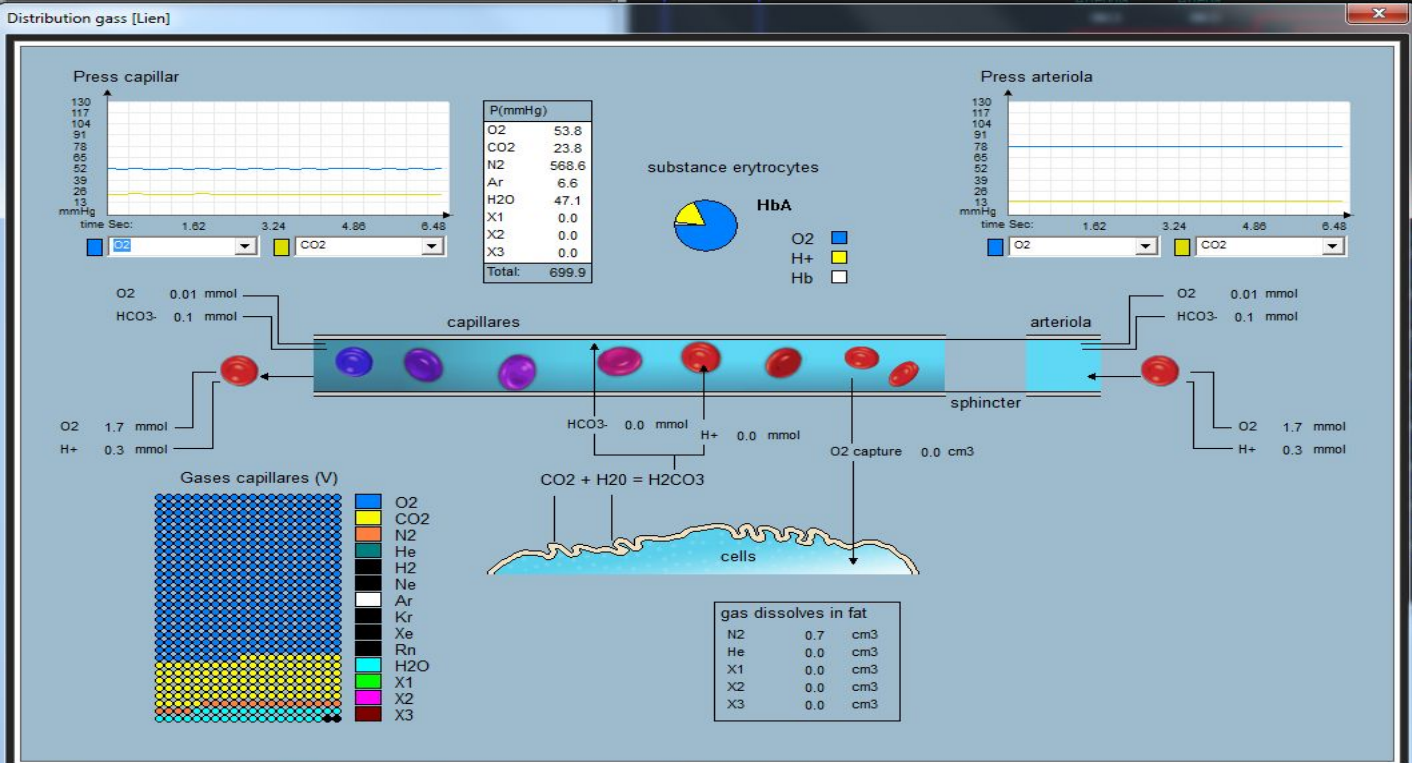 Distribution gass [Lien]
Press capillar
130
117
104
91
78
65
52
39
26
13
mmHg
time Sec: 1.62 3.24 4.86 6.48
O2 CO2
P(mmHg)
O2 53.8
CO2 23.8
N2 568.6
Ar 6.6
H2O 47.1
X1 0.0
X2 0.0
X3 0.0
Total: 699.9
substance erytrocytes
HbA
O2
H+
Hb
Press arteriola
130
117
104
91
78
65
52
39
26
13
mmHg
time Sec: 1.62 3.24 4.86 6.48
O2 CO2
O2 0.01 mmol
HCO3- 0.1 mmol
capillares
arteriola
O2 0.01 mmol
HCO3- 0.1 mmol
sphincter
O2 1.7 mmol
H+ 0.3 mmol
HCO3- 0.0 mmol
H+ 0.0 mmol
O2 capture 0.0 cm3
O2 1.7 mmol
H+ 0.3 mmol
CO2 + H20 = H2CO3
cells
Gases capillares (V)
O2
CO2
N2
He
H2
Ne
Ar
Kr
Xe
Rn
H2O
X1
X2
X3
gas dissolves in fat
N2 0.7 cm3
He 0.0 cm3
X1 0.0 cm3
X2 0.0 cm3
X3 0.0 cm3